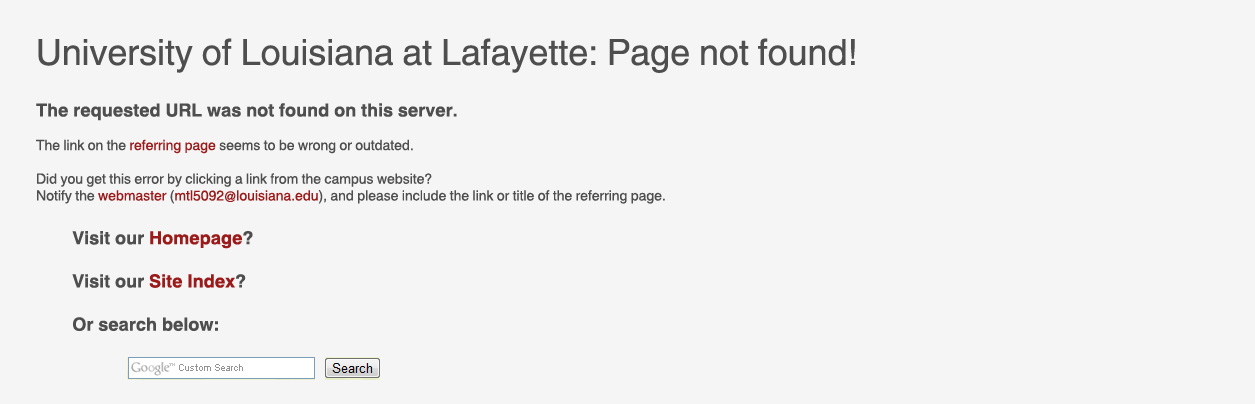 University of Louisiana at Lafayette: Page not found!
The requested URL was not found on this server.
The link on the referring page seems to be wrong or outdated.
Did you get this error by clicking a link from the campus website?
Notify the webmaster (mtl5092@louisiana.edu), and please include the link or title of the referring page.
Visit our Homepage?
Visit our Site Index?
Or search below:
Google™ Custom Search Search